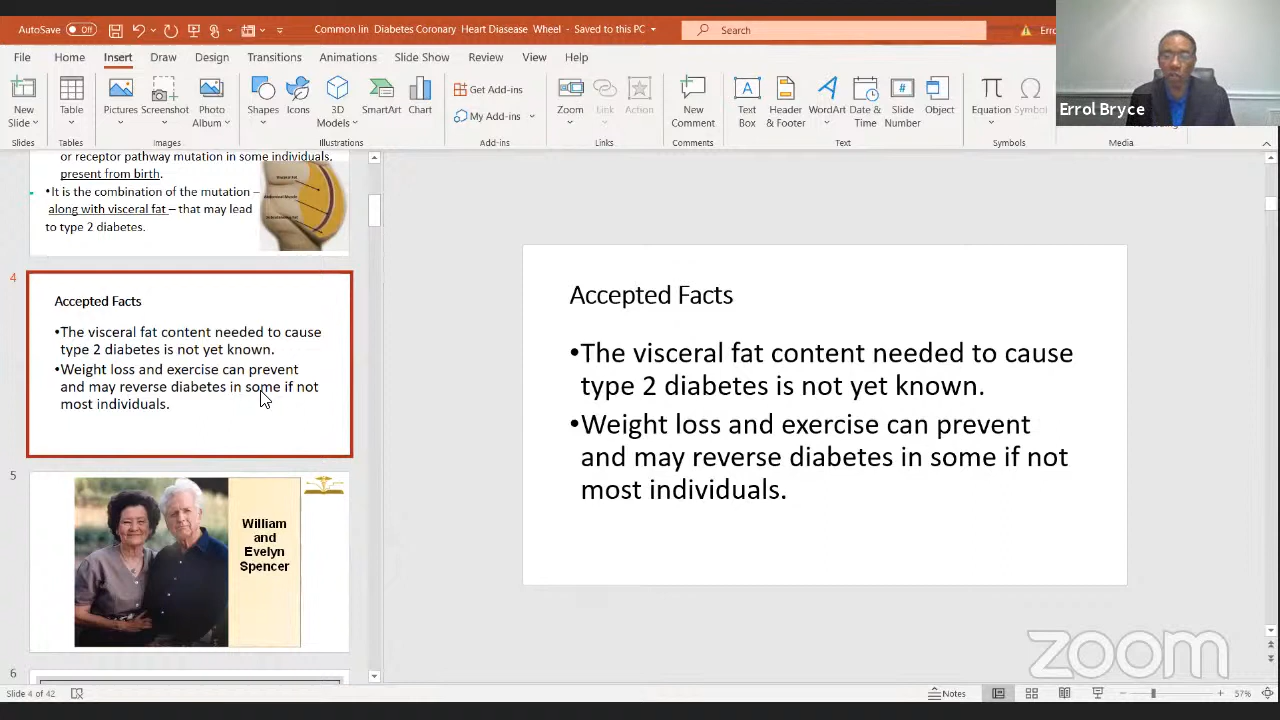 AutoSave Off
Common lin Diabetes Coronary Heart Diasease Wheel - Saved to this PC
Search
Erro
File Home Insert Draw Design Transitions Animations Slide Show Review View Help
New Slide
Table
Pictures
Screenshot
Photo Album
Shapes
Icons
3D Models
SmartArt
Chart
Get Add-ins
My Add-ins
Zoom
Link
Action
New Comment
Text Box
Header & Footer
WordArt
Date & Time
Slide Number
Object
Equation
Symbol
Slides Tables Images Illustrations Add-ins Links Comments Text Symbols Media
Errol Bryce
or receptor pathway mutation in some individuals.
present from birth.
•It is the combination of the mutation –
along with visceral fat – that may lead
to type 2 diabetes.
4
Accepted Facts
•The visceral fat content needed to cause
type 2 diabetes is not yet known.
•Weight loss and exercise can prevent
and may reverse diabetes in some if not
most individuals.
5
William
and
Evelyn
Spencer
6
Accepted Facts
•The visceral fat content needed to cause
type 2 diabetes is not yet known.
•Weight loss and exercise can prevent
and may reverse diabetes in some if not
most individuals.
zoom
Slide 4 of 42
Notes
57%